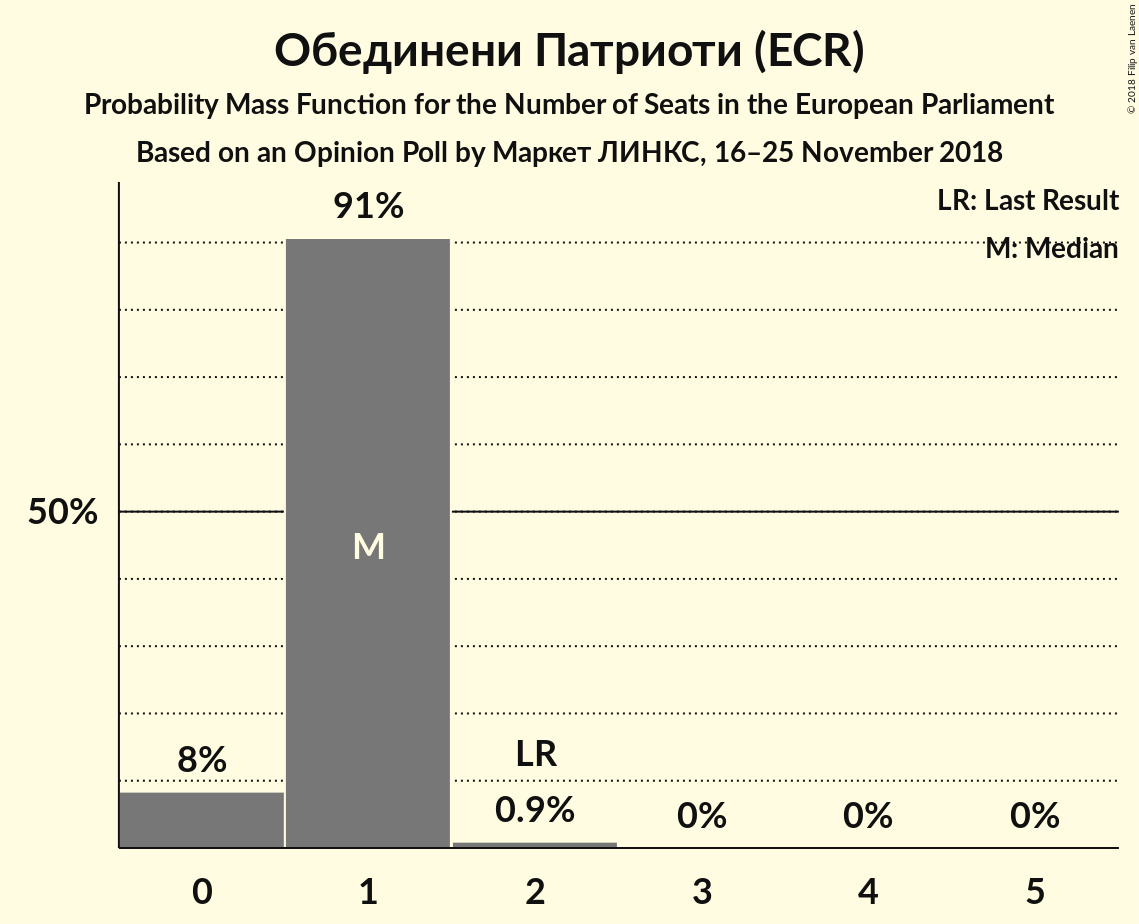 Обединени Патриоти (ECR)
Probability Mass Function for the Number of Seats in the European Parliament
Based on an Opinion Poll by Маркет ЛИНКС, 16–25 November 2018
© 2018 Filip van Laenen
LR: Last Result
M: Median
91%
50%
M
8%
LR
0.9%
0%
0%
0%
0
1
2
3
4
5